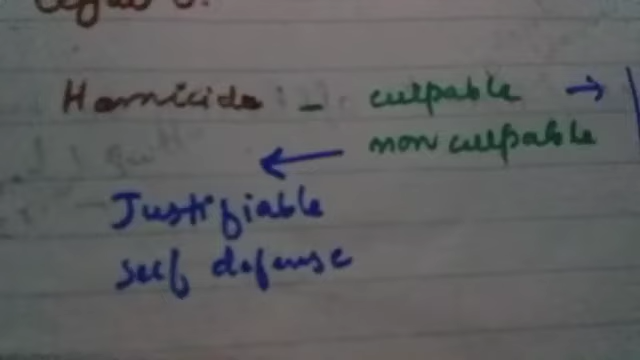 Homicide - culpable →
non culpable
←
Justifiable
self defense